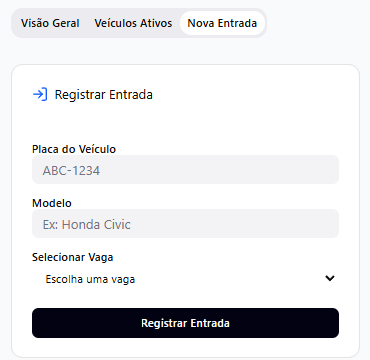 Visão Geral Veículos Ativos Nova Entrada
Registrar Entrada
Placa do Veículo
ABC-1234
Modelo
Ex: Honda Civic
Selecionar Vaga
Escolha uma vaga
Registrar Entrada